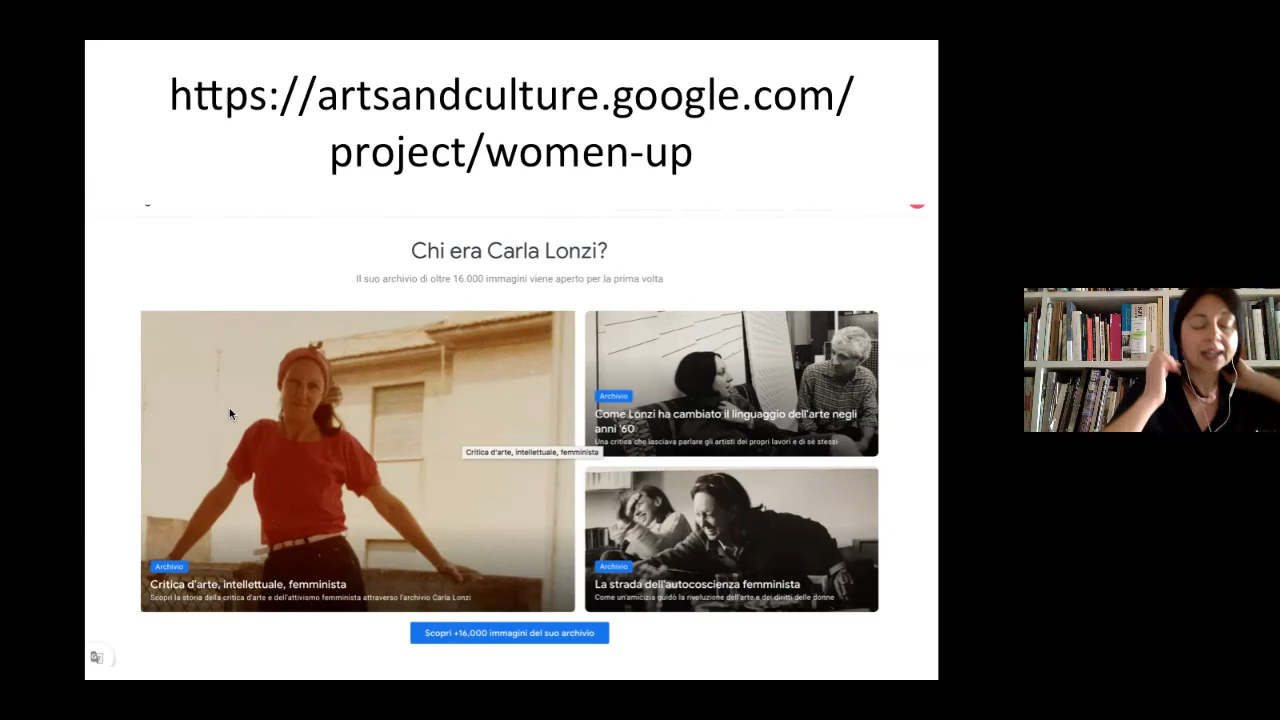 https://artsandculture.google.com/
project/women-up
Chi era Carla Lonzi?
Il suo archivio di oltre 16.000 immagini viene aperto per la prima volta
Archivio
Come Lonzi ha cambiato il linguaggio dell'arte negli
anni '60
Una critica che lasciava parlare gli artisti dei propri lavori e di sè stessi
Critica d'arte, intellettuale, femminista
Archivio
Critica d'arte, intellettuale, femminista
Scopri la storia della critica d'arte e dell'attivismo femminista attraverso l'archivio Carla Lonzi
Archivio
La strada dell'autocoscienza femminista
Come un'amicizia guidò la rivoluzione dell'arte e dei diritti delle donne
Scopri +16,000 immagini del suo archivio